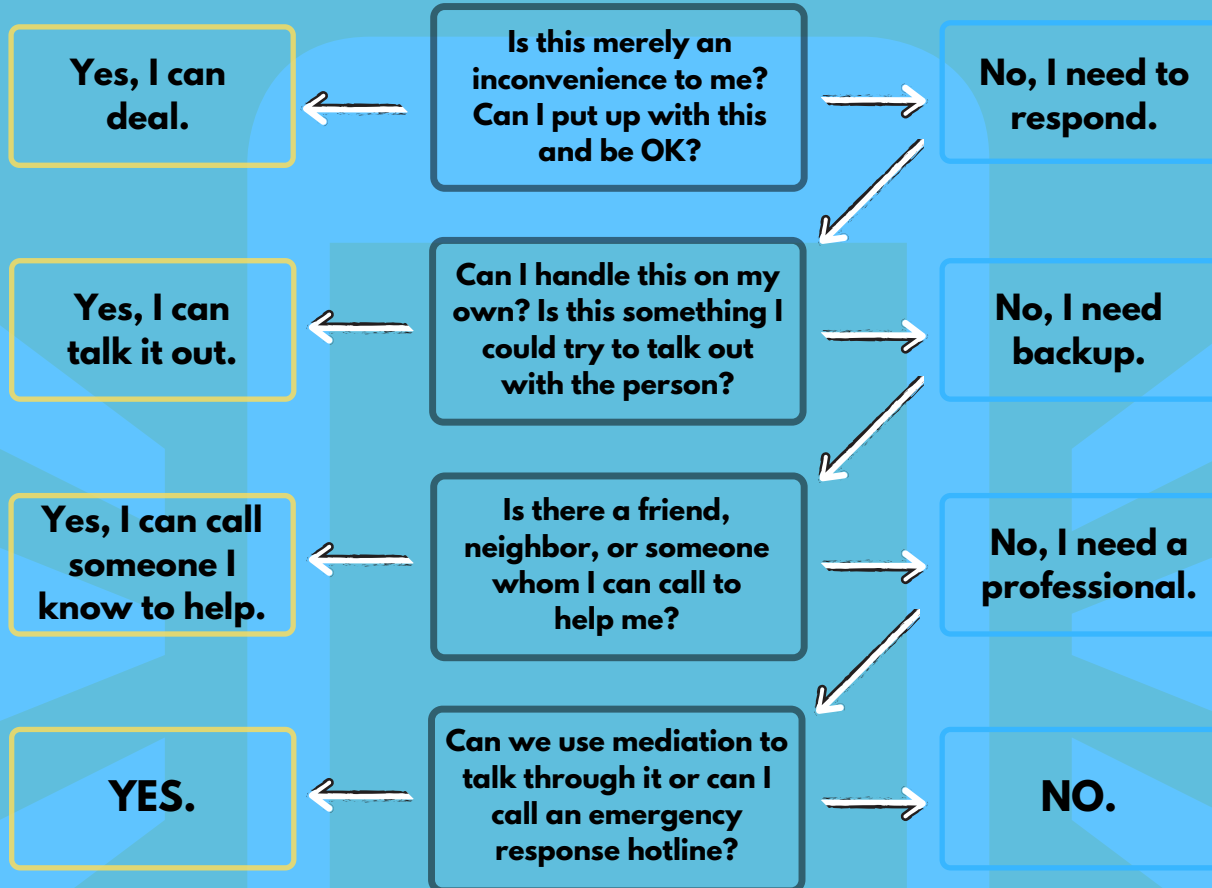 Yes, I can
deal.
Is this merely an
inconvenience to me?
Can I put up with this
and be OK?
No, I need to
respond.
Yes, I can
talk it out.
Can I handle this on my
own? Is this something I
could try to talk out
with the person?
No, I need
backup.
Yes, I can call
someone I
know to help.
Is there a friend,
neighbor, or someone
whom I can call to
help me?
No, I need a
professional.
YES.
Can we use mediation to
talk through it or can I
call an emergency
response hotline?
NO.